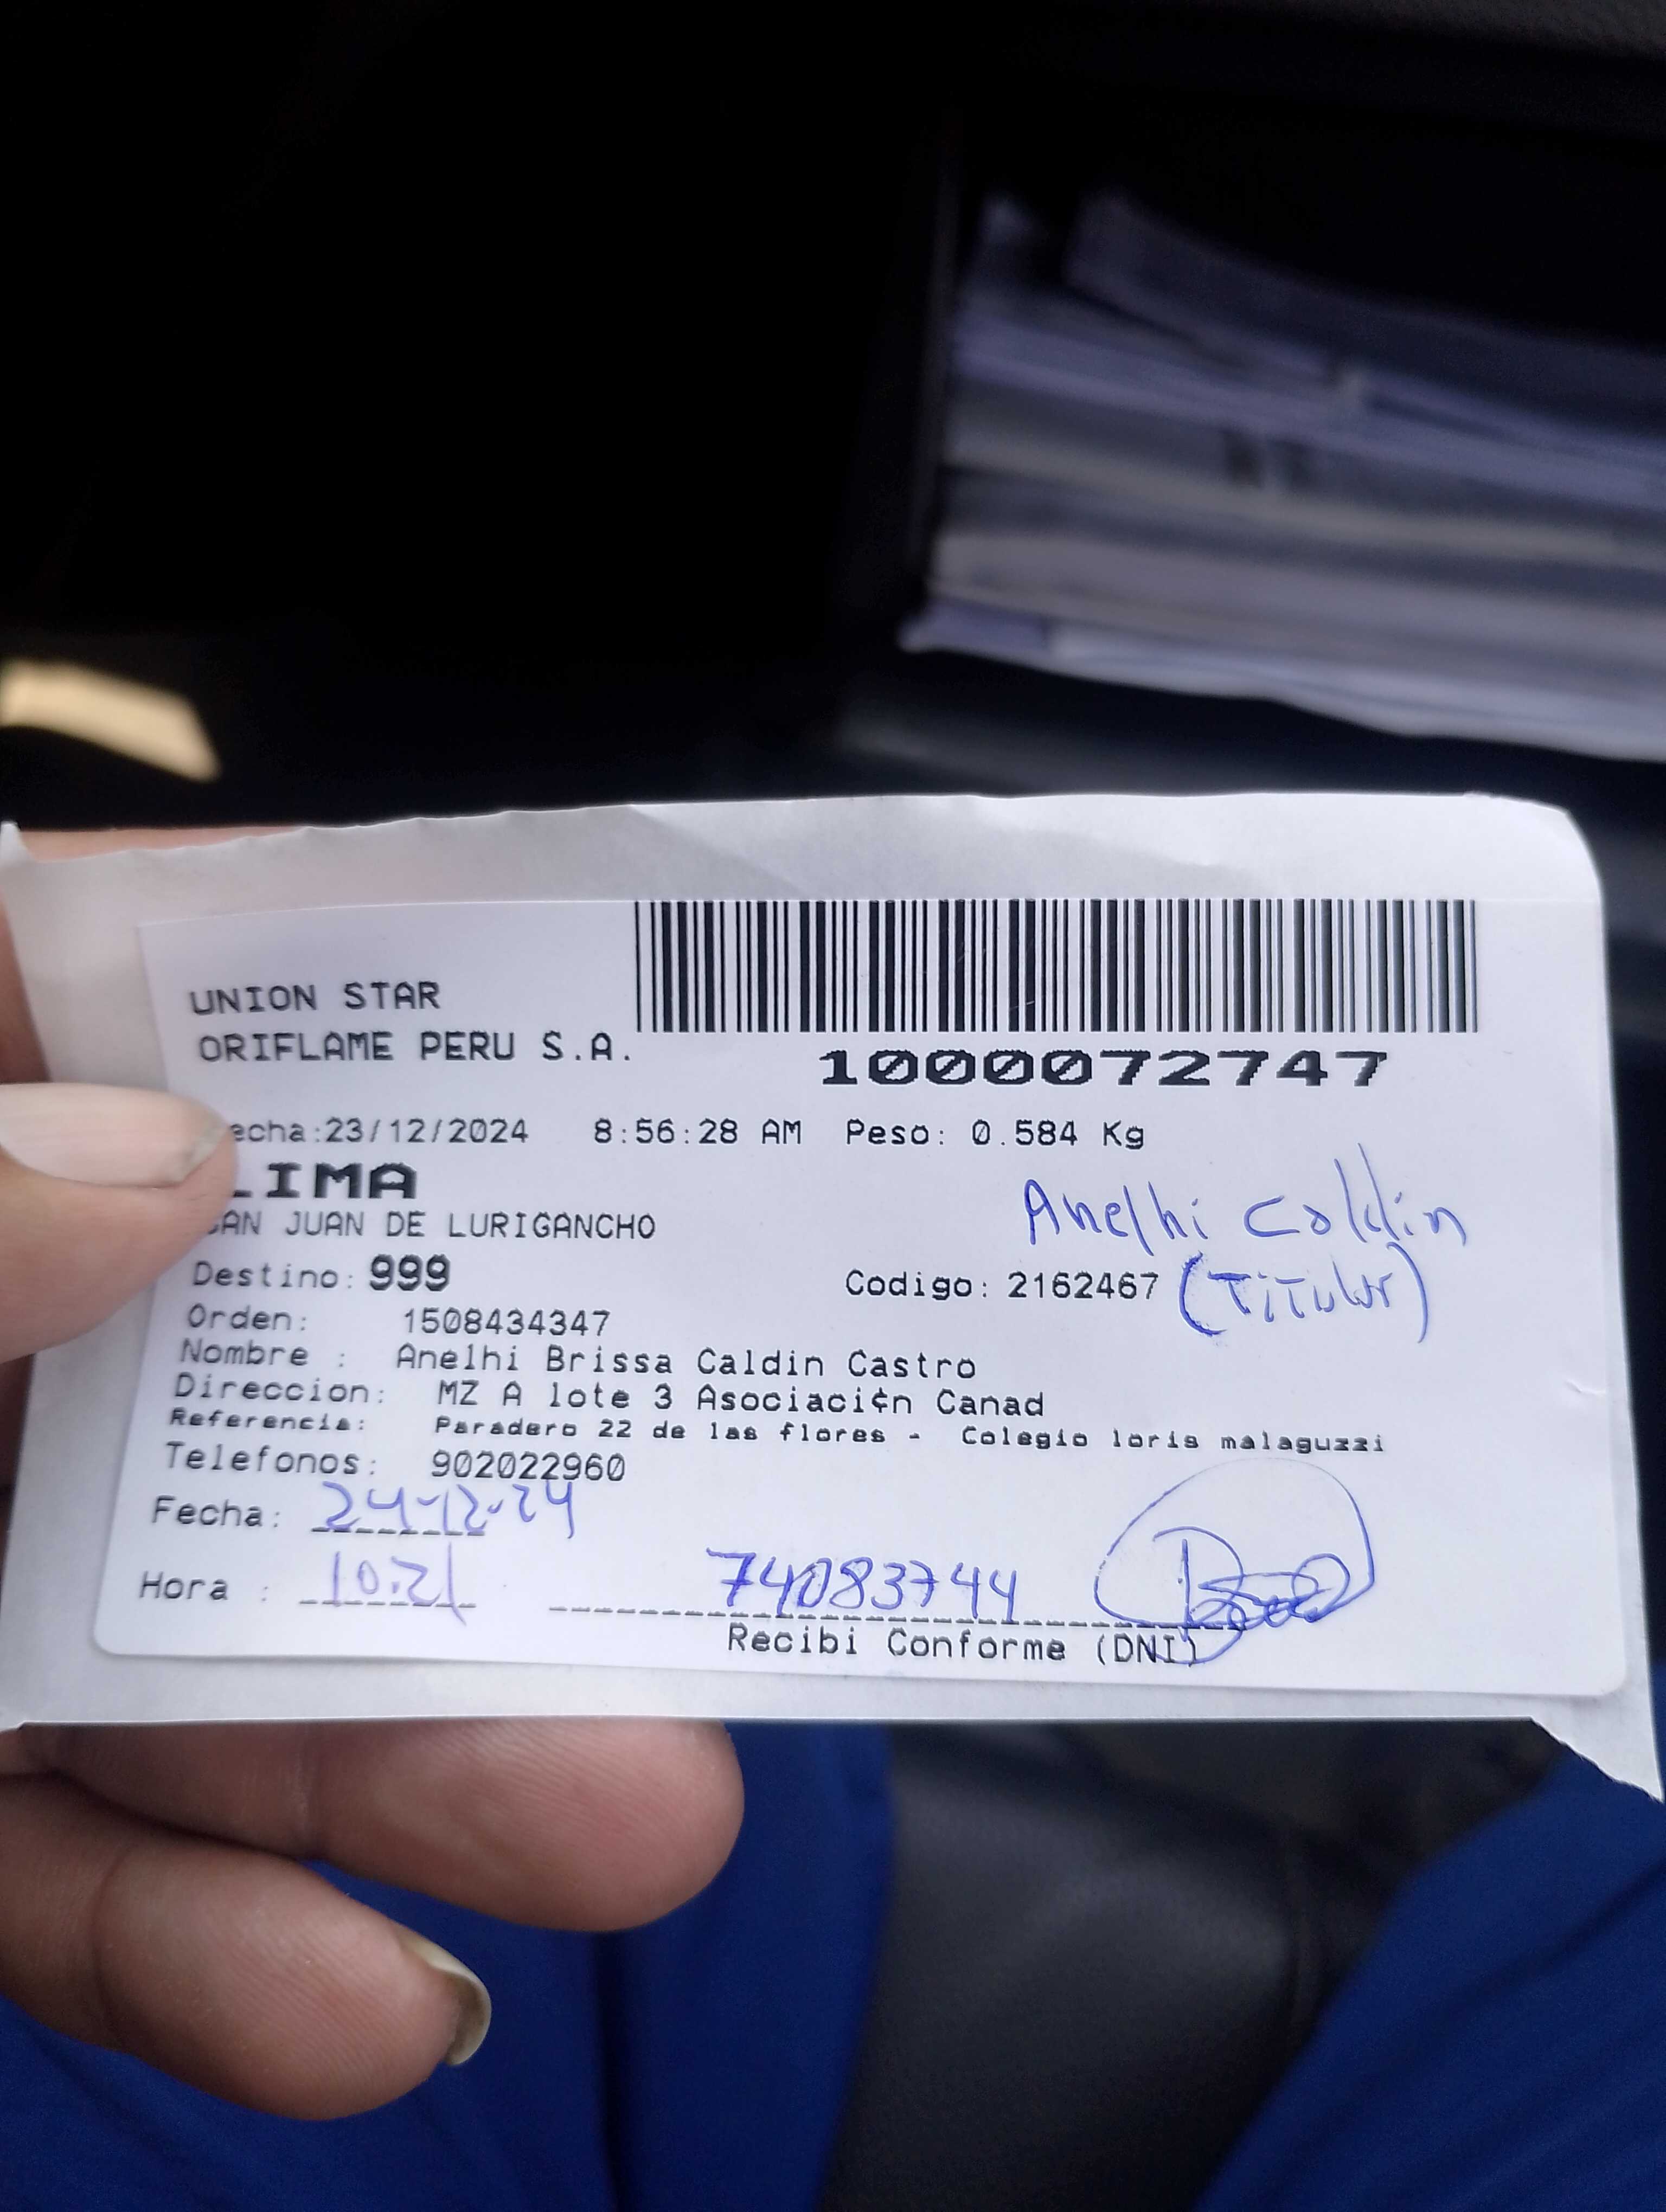 UNION STAR
ORIFLAME PERU S.A.
1000072747
echa:23/12/2024 8:56:28 AM Peso: 0.584 Kg
LIMA
SAN JUAN DE LURIGANCHO
Anelhi Caldin
Destino: 999 Codigo: 2162467 (Titular)
Orden: 1508434347
Nombre : Anelhi Brissa Caldin Castro
Direccion: MZ A lote 3 Asociaci¢n Canad
Referencia: Paradero 22 de las flores - Colegio loris malaguzzi
Telefonos: 902022960
Fecha: 24-12-24
Hora : 10:21 74083744
Recibi Conforme (DNI)